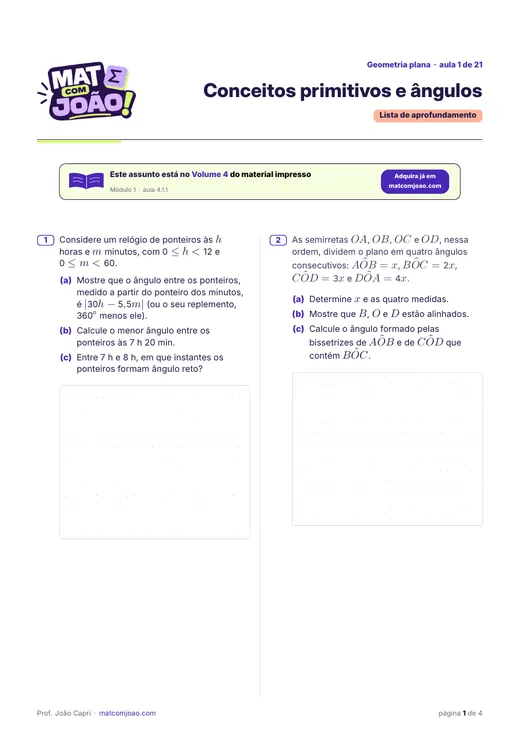 MAT Σ
COM
JOÃO!
Geometria plana · aula 1 de 21
Conceitos primitivos e ângulos
Lista de aprofundamento
Este assunto está no Volume 4 do material impresso
Módulo 1 · aula 4.1.1
Adquira já em
matcomjoao.com
1 Considere um relógio de ponteiros às h
horas e m minutos, com 0 ≤ h < 12 e
0 ≤ m < 60.
(a) Mostre que o ângulo entre os ponteiros,
medido a partir do ponteiro dos minutos,
é |30h − 5,5m| (ou o seu replemento,
360° menos ele).
(b) Calcule o menor ângulo entre os
ponteiros às 7 h 20 min.
(c) Entre 7 h e 8 h, em que instantes os
ponteiros formam ângulo reto?
2 As semirretas OA, OB, OC e OD, nessa
ordem, dividem o plano em quatro ângulos
consecutivos: AÔB = x, BÔC = 2x,
CÔD = 3x e DÔA = 4x.
(a) Determine x e as quatro medidas.
(b) Mostre que B, O e D estão alinhados.
(c) Calcule o ângulo formado pelas
bissetrizes de AÔB e de CÔD que
contém BÔC.
Prof. João Capri · matcomjoao.com
página 1 de 4